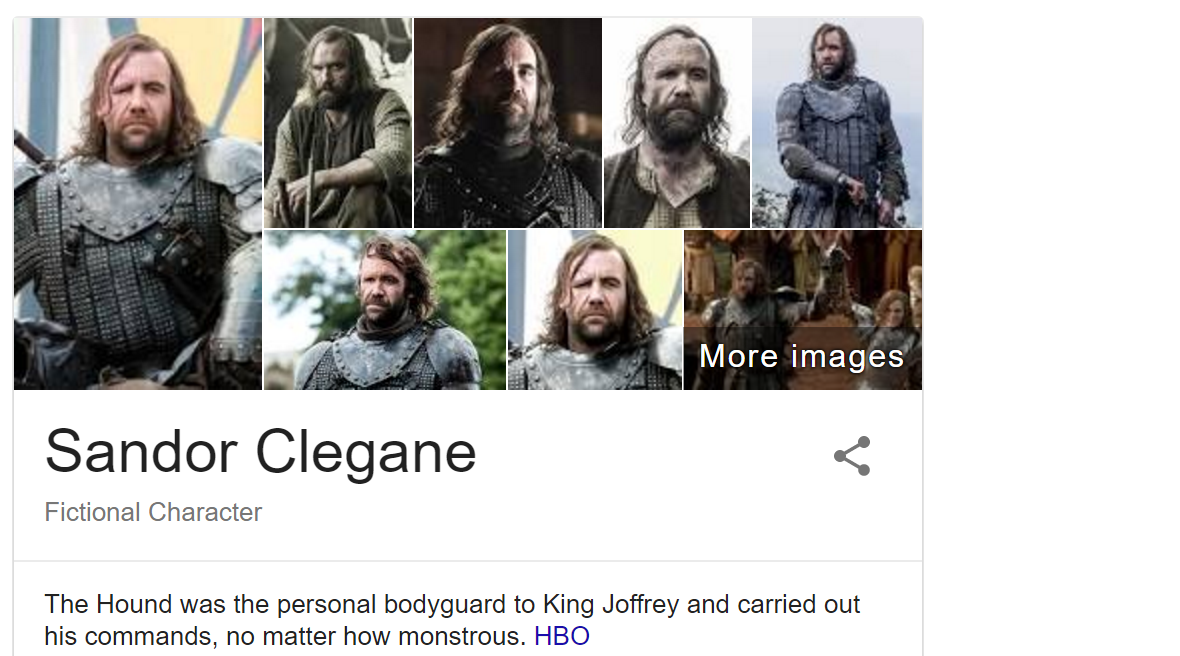 More images
Sandor Clegane
Fictional Character
The Hound was the personal bodyguard to King Joffrey and carried out
his commands, no matter how monstrous. HBO